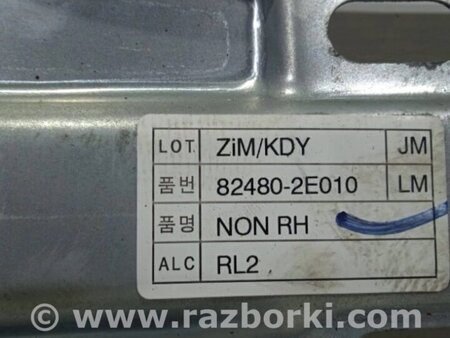 LOT ZiM/KDY JM
품번 82480-2E010 LM
품명 NON RH
ALC RL2
© www.razborki.com